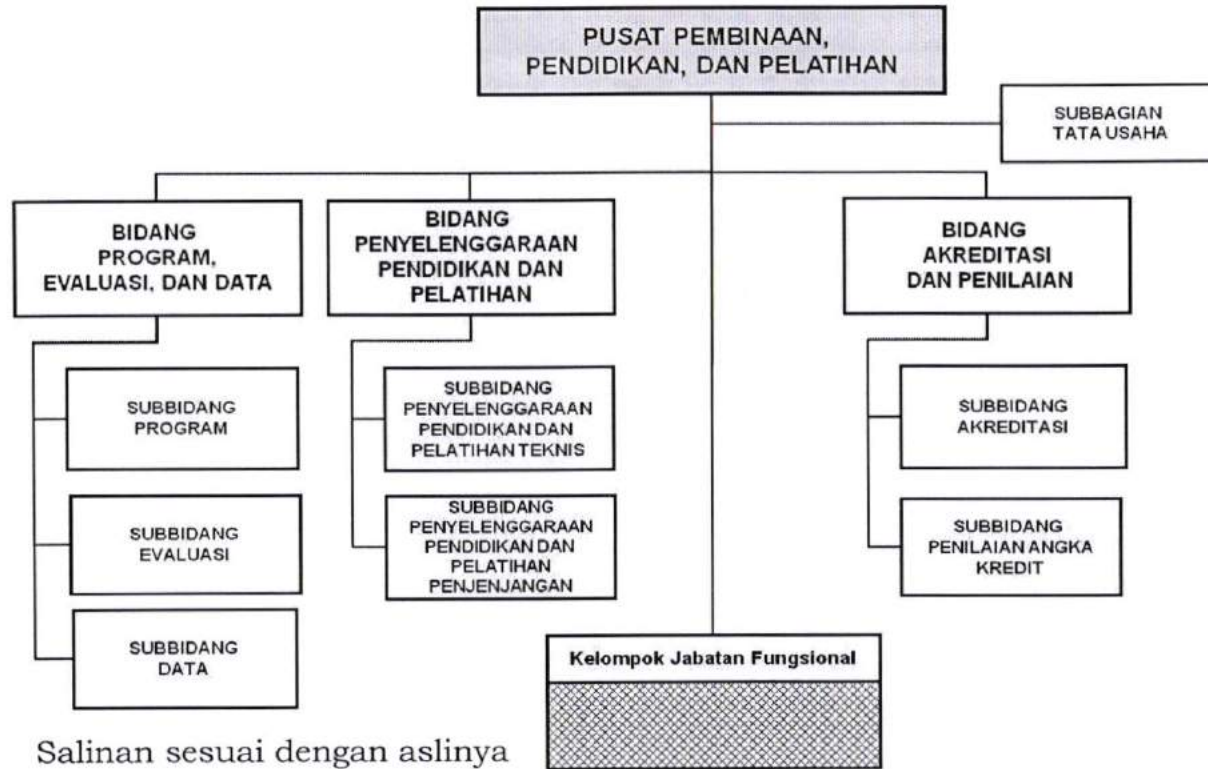 PUSAT PEMBINAAN,
PENDIDIKAN, DAN PELATIHAN
SUBBAGIAN
TATA USAHA
BIDANG
PROGRAM,
EVALUASI, DAN DATA
BIDANG
PENYELENGGARAAN
PENDIDIKAN DAN
PELATIHAN
BIDANG
AKREDITASI
DAN PENILAIAN
SUBBIDANG
PROGRAM
SUBBIDANG
PENYELENGGARAAN
PENDIDIKAN DAN
PELATIHAN TEKNIS
SUBBIDANG
AKREDITASI
SUBBIDANG
EVALUASI
SUBBIDANG
PENYELENGGARAAN
PENDIDIKAN DAN
PELATIHAN
PENJENJANGAN
SUBBIDANG
PENILAIAN ANGKA
KREDIT
SUBBIDANG
DATA
Kelompok Jabatan Fungsional
Salinan sesuai dengan aslinya